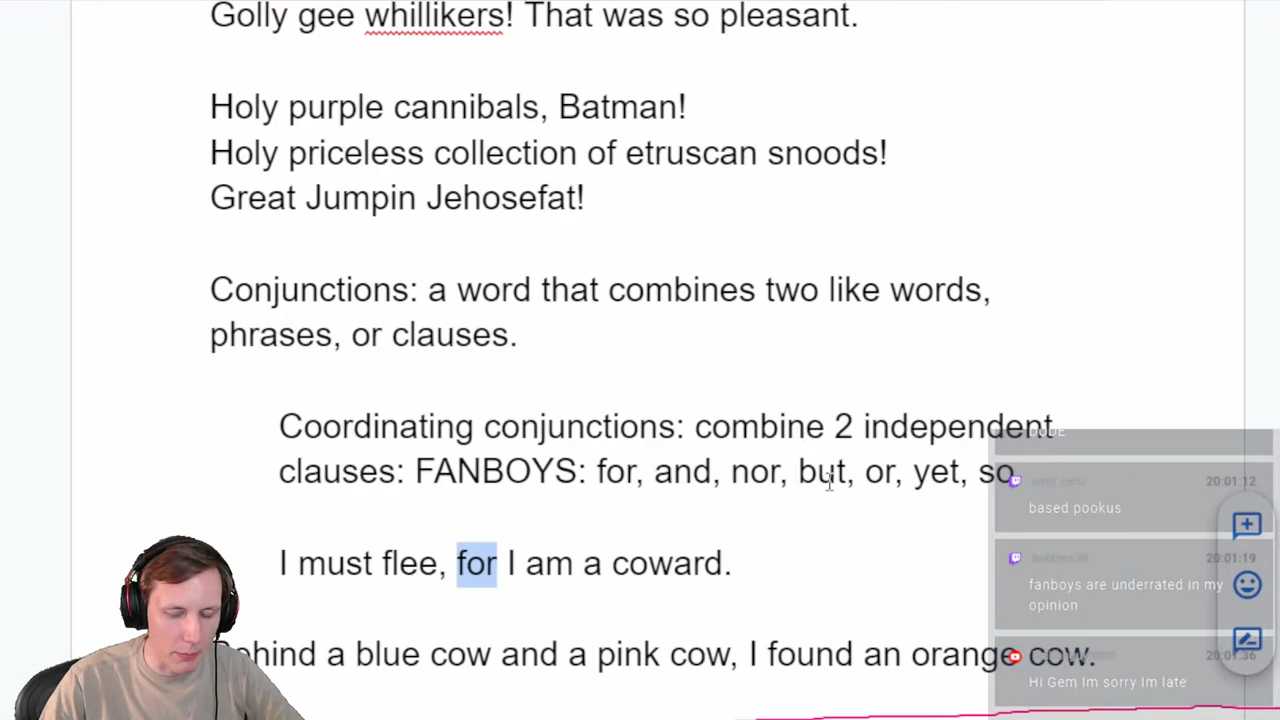 Golly gee whillikers! That was so pleasant.
Holy purple cannibals, Batman!
Holy priceless collection of etruscan snoods!
Great Jumpin Jehosefat!
Conjunctions: a word that combines two like words,
phrases, or clauses.
Coordinating conjunctions: combine 2 independent
clauses: FANBOYS: for, and, nor, but, or, yet, so
I must flee, for I am a coward.
Behind a blue cow and a pink cow, I found an orange cow.
20:01:12
based pookus
20:01:19
fanboys are underrated in my
opinion
20:01:36
Hi Gem Im sorry Im late